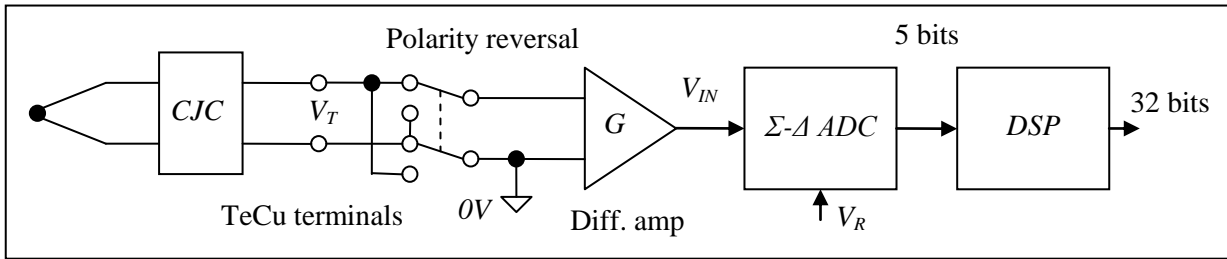 Polarity reversal
5 bits
CJC
V_T
G
V_IN
Σ-Δ ADC
DSP
32 bits
TeCu terminals
0V
Diff. amp
V_R